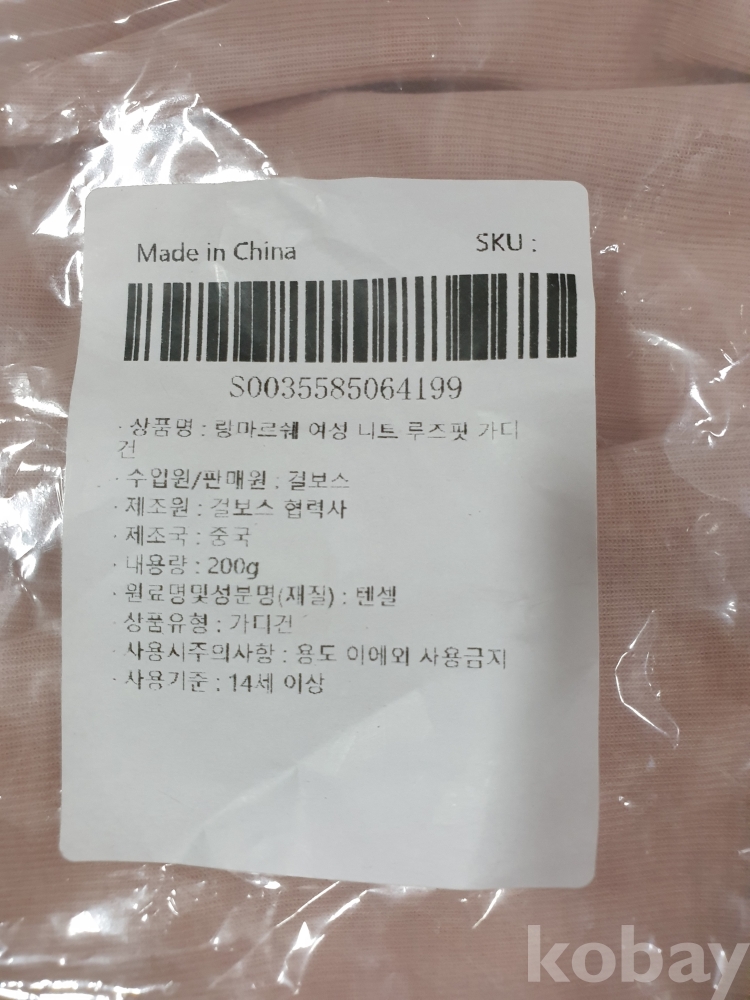 Made in China
SKU :
S0035585064199
· 상품명 : 링마르쉐 여성 니트 루즈핏 가디
건
· 수입원/판매원 : 걸보스
· 제조원 : 걸보스 협력사
· 제조국 : 중국
· 내용량 : 200g
· 원료명및성분명(재질) : 텐셀
· 상품유형 : 가디건
· 사용시주의사항 : 용도 이에외 사용금지
· 사용기준 : 14세 이상
kobay